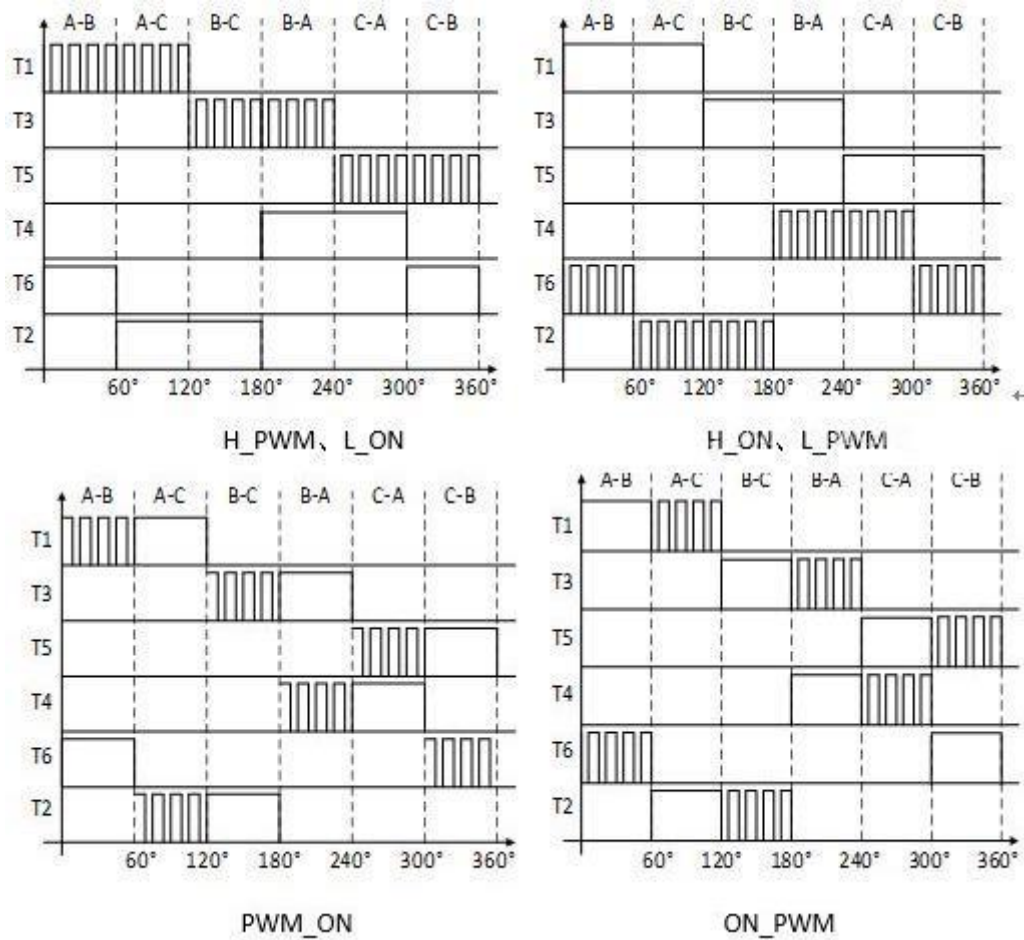 A-B A-C B-C B-A C-A C-B
T1
T3
T5
T4
T6
T2
60° 120° 180° 240° 300° 360°
H_PWM、L_ON
A-B A-C B-C B-A C-A C-B
T1
T3
T5
T4
T6
T2
60° 120° 180° 240° 300° 360°
H_ON、L_PWM
A-B A-C B-C B-A C-A C-B
T1
T3
T5
T4
T6
T2
60° 120° 180° 240° 300° 360°
PWM_ON
A-B A-C B-C B-A C-A C-B
T1
T3
T5
T4
T6
T2
60° 120° 180° 240° 300° 360°
ON_PWM